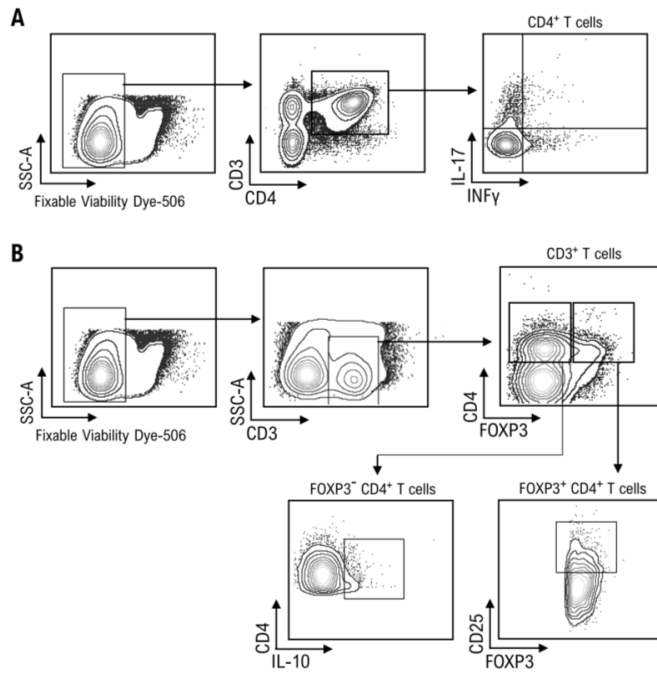 A
CD4⁺ T cells
SSC-A
Fixable Viability Dye-506
CD3
CD4
IL-17
INFγ
B
CD3⁺ T cells
SSC-A
Fixable Viability Dye-506
SSC-A
CD3
CD4
FOXP3
FOXP3⁻ CD4⁺ T cells
FOXP3⁺ CD4⁺ T cells
CD4
IL-10
CD25
FOXP3